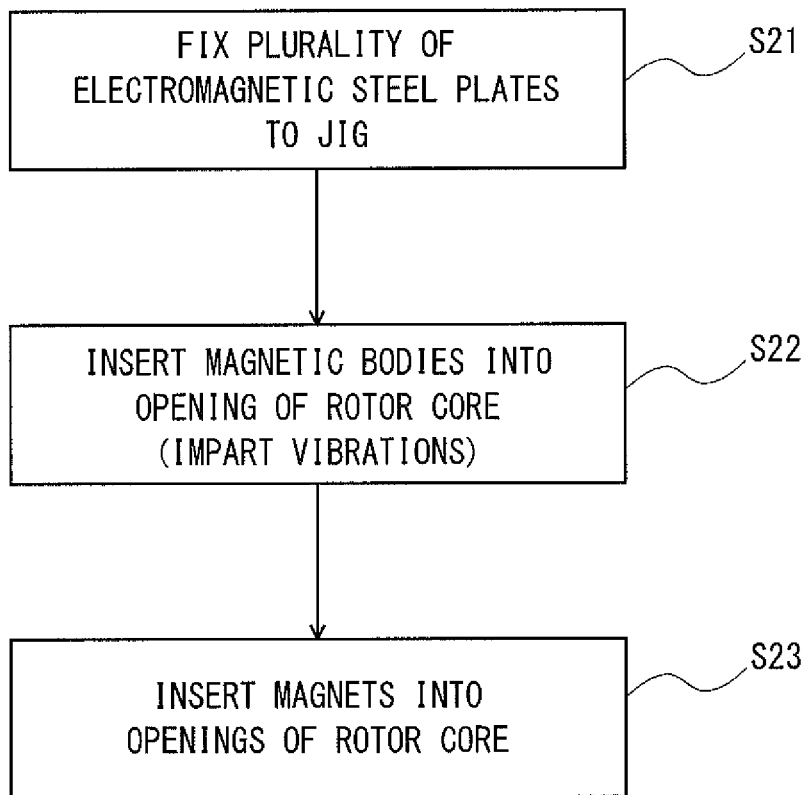 FIX PLURALITY OF
ELECTROMAGNETIC STEEL PLATES
TO JIG
S21
INSERT MAGNETIC BODIES INTO
OPENING OF ROTOR CORE
(IMPART VIBRATIONS)
S22
INSERT MAGNETS INTO
OPENINGS OF ROTOR CORE
S23